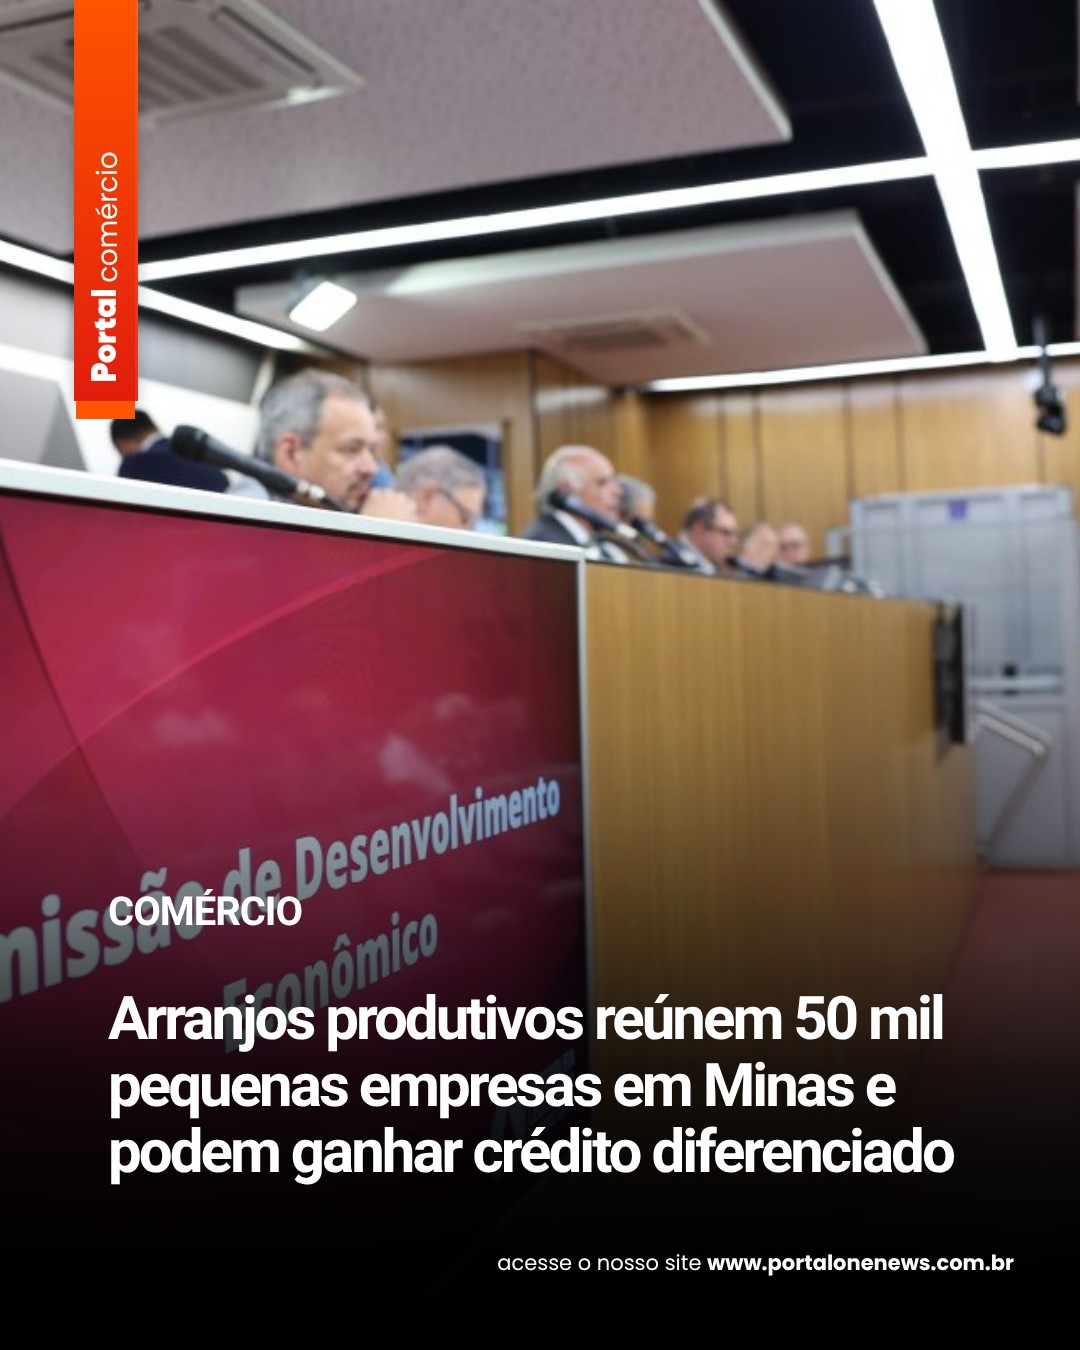 Portal comércio
missão de Desenvolvimento
Econômico
COMÉRCIO
Arranjos produtivos reúnem 50 mil
pequenas empresas em Minas e
podem ganhar crédito diferenciado
acesse o nosso site www.portalonenews.com.br